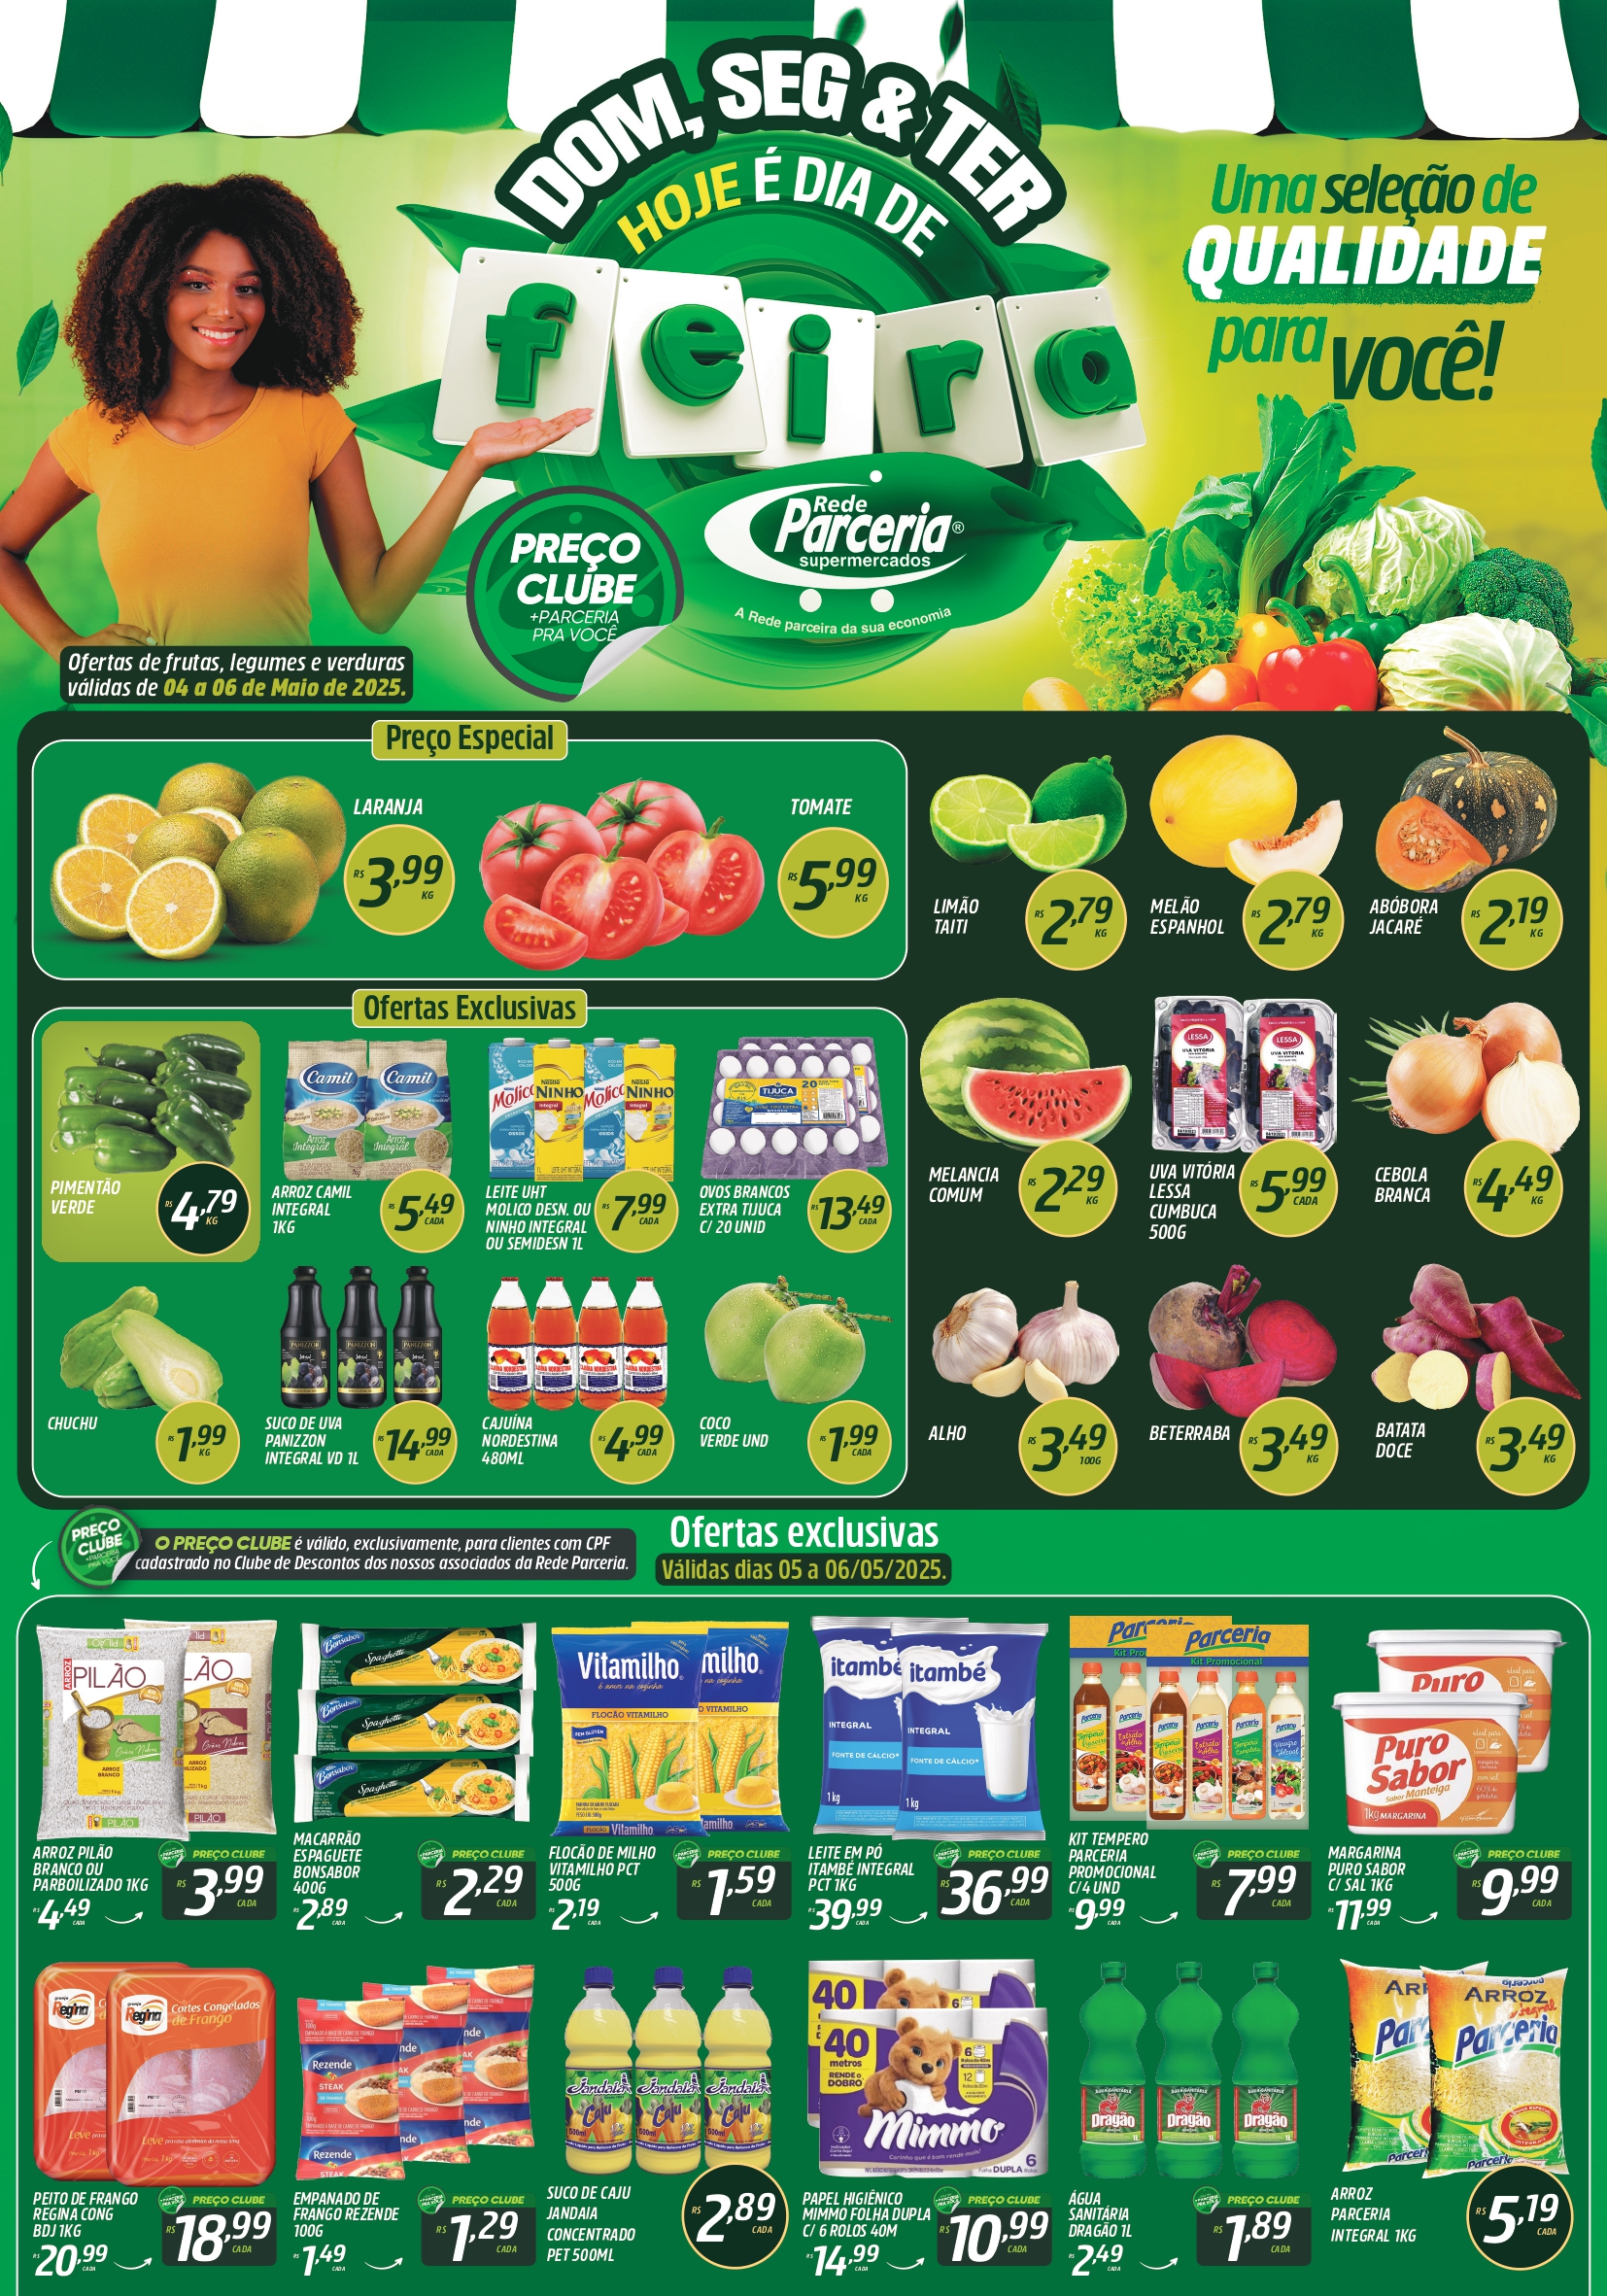 DOM, SEG & TER
HOJE É DIA DE
feira
Uma seleção de
QUALIDADE
para você!
PREÇO
CLUBE
+PARCERIA
PRA VOCÊ
Rede
Parceria®
supermercados
A Rede parceira da sua economia
Ofertas de frutas, legumes e verduras
válidas de 04 a 06 de Maio de 2025.
Preço Especial
LARANJA
R$ 3,99 KG
TOMATE
R$ 5,99 KG
LIMÃO
TAITI
R$ 2,79 KG
MELÃO
ESPANHOL
R$ 2,79 KG
ABÓBORA
JACARÉ
R$ 2,19 KG
Ofertas Exclusivas
PIMENTÃO
VERDE
R$ 4,79 KG
ARROZ CAMIL
INTEGRAL
1KG
R$ 5,49 CADA
LEITE UHT
MOLICO DESN. OU
NINHO INTEGRAL
OU SEMIDESN 1L
R$ 7,99 CADA
OVOS BRANCOS
EXTRA TIJUCA
C/ 20 UNID
R$ 13,49 CADA
MELANCIA
COMUM
R$ 2,29 KG
UVA VITÓRIA
LESSA
CUMBUCA
500G
R$ 5,99 CADA
CEBOLA
BRANCA
R$ 4,49 KG
CHUCHU
R$ 1,99 KG
SUCO DE UVA
PANIZZON
INTEGRAL VD 1L
R$ 14,99 CADA
CAJUÍNA
NORDESTINA
480ML
R$ 4,99 CADA
COCO
VERDE UND
R$ 1,99 CADA
ALHO
R$ 3,49 100G
BETERRABA
R$ 3,49 KG
BATATA
DOCE
R$ 3,49 KG
PREÇO
CLUBE
+PARCERIA
PRA VOCÊ
O PREÇO CLUBE é válido, exclusivamente, para clientes com CPF
cadastrado no Clube de Descontos dos nossos associados da Rede Parceria.
Ofertas exclusivas
Válidas dias 05 a 06/05/2025.
ARROZ PILÃO
BRANCO OU
PARBOILIZADO 1KG
R$ 4,49 CADA
PREÇO CLUBE
R$ 3,99 CADA
MACARRÃO
ESPAGUETE
BONSABOR
400G
R$ 2,89 CADA
PREÇO CLUBE
R$ 2,29 CADA
FLOCÃO DE MILHO
VITAMILHO PCT
500G
R$ 2,19 CADA
PREÇO CLUBE
R$ 1,59 CADA
LEITE EM PÓ
ITAMBÉ INTEGRAL
PCT 1KG
R$ 39,99 CADA
PREÇO CLUBE
R$ 36,99 CADA
KIT TEMPERO
PARCERIA
PROMOCIONAL
C/4 UND
R$ 9,99 CADA
PREÇO CLUBE
R$ 7,99 CADA
MARGARINA
PURO SABOR
C/ SAL 1KG
R$ 11,99 CADA
PREÇO CLUBE
R$ 9,99 CADA
PEITO DE FRANGO
REGINA CONG
BDJ 1KG
R$ 20,99 CADA
PREÇO CLUBE
R$ 18,99 CADA
EMPANADO DE
FRANGO REZENDE
100G
R$ 1,49 CADA
PREÇO CLUBE
R$ 1,29 CADA
SUCO DE CAJU
JANDAIA
CONCENTRADO
PET 500ML
2,89 CADA
PAPEL HIGIÊNICO
MIMMO FOLHA DUPLA
C/ 6 ROLOS 40M
R$ 14,99 CADA
PREÇO CLUBE
R$ 10,99 CADA
ÁGUA
SANITÁRIA
DRAGÃO 1L
R$ 2,49 CADA
PREÇO CLUBE
R$ 1,89 CADA
ARROZ
PARCERIA
INTEGRAL 1KG
R$ 5,19 CADA